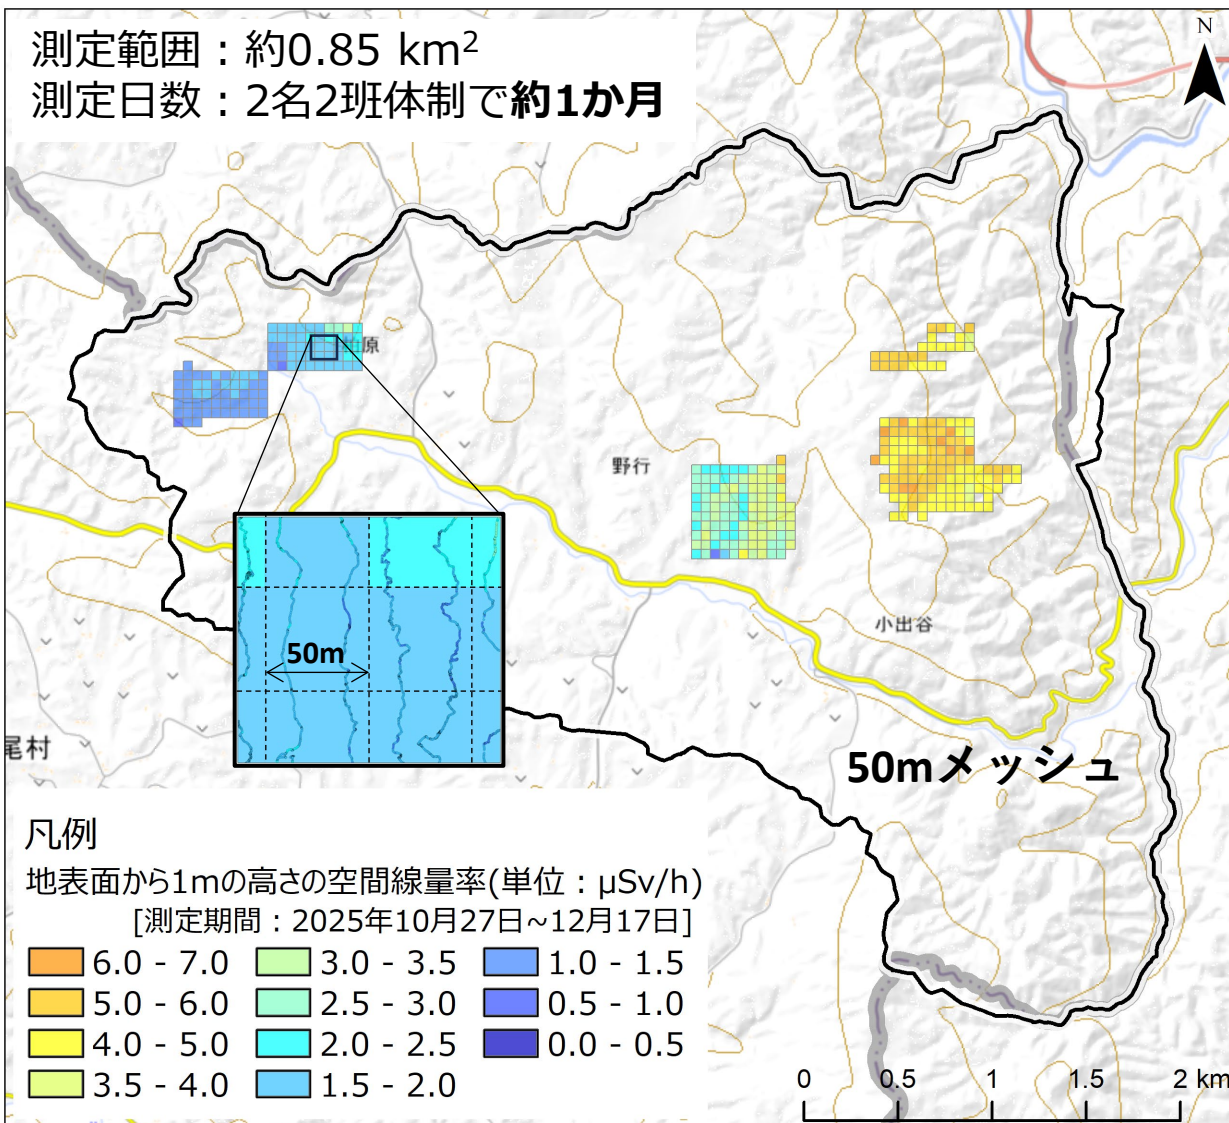 測定範囲：約0.85 km²
測定日数：2名2班体制で約1か月
N
原
野行
小出谷
50m
尾村
50mメッシュ
凡例
地表面から1mの高さの空間線量率(単位：μSv/h)
[測定期間：2025年10月27日~12月17日]
6.0 - 7.0 3.0 - 3.5 1.0 - 1.5
5.0 - 6.0 2.5 - 3.0 0.5 - 1.0
4.0 - 5.0 2.0 - 2.5 0.0 - 0.5
3.5 - 4.0 1.5 - 2.0
0 0.5 1 1.5 2 km